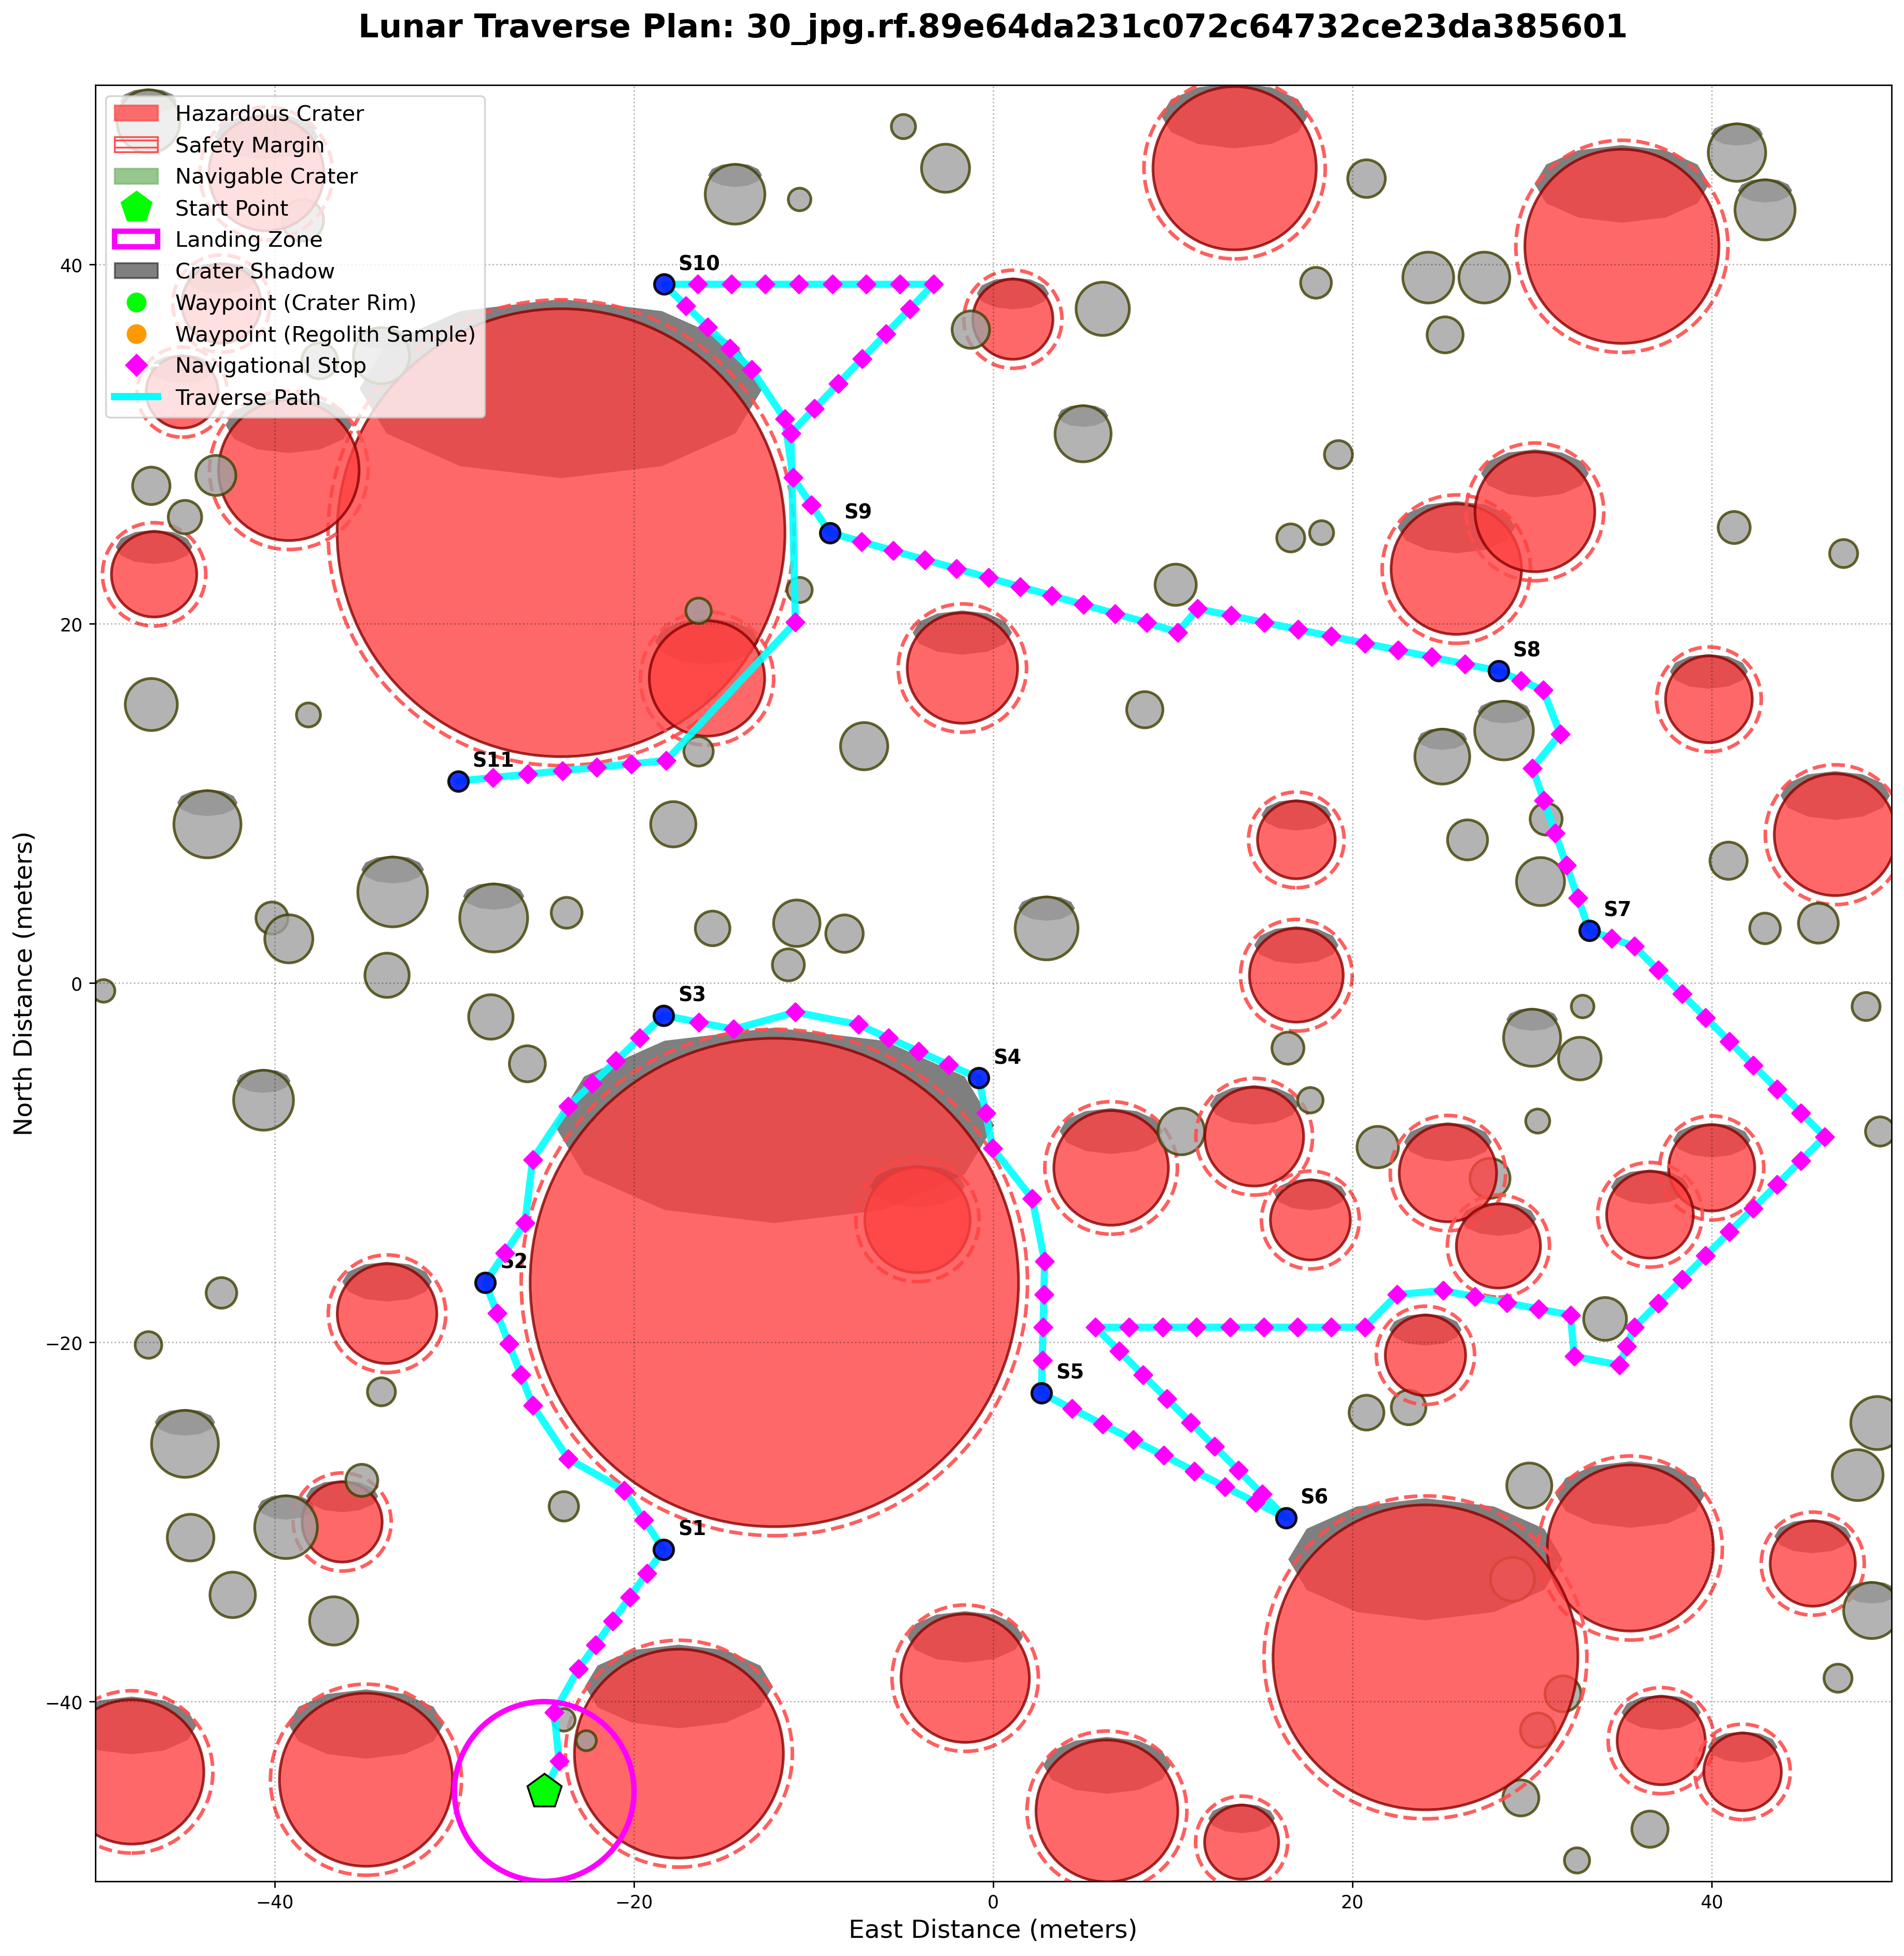 Lunar Traverse Plan: 30_jpg.rf.89e64da231c072c64732ce23da385601
Hazardous Crater
Safety Margin
Navigable Crater
Start Point
Landing Zone
Crater Shadow
Waypoint (Crater Rim)
Waypoint (Regolith Sample)
Navigational Stop
Traverse Path
S10
S9
S8
S11
S7
S3
S4
S2
S5
S6
S1
40
20
0
−20
−40
North Distance (meters)
−40
−20
0
20
40
East Distance (meters)